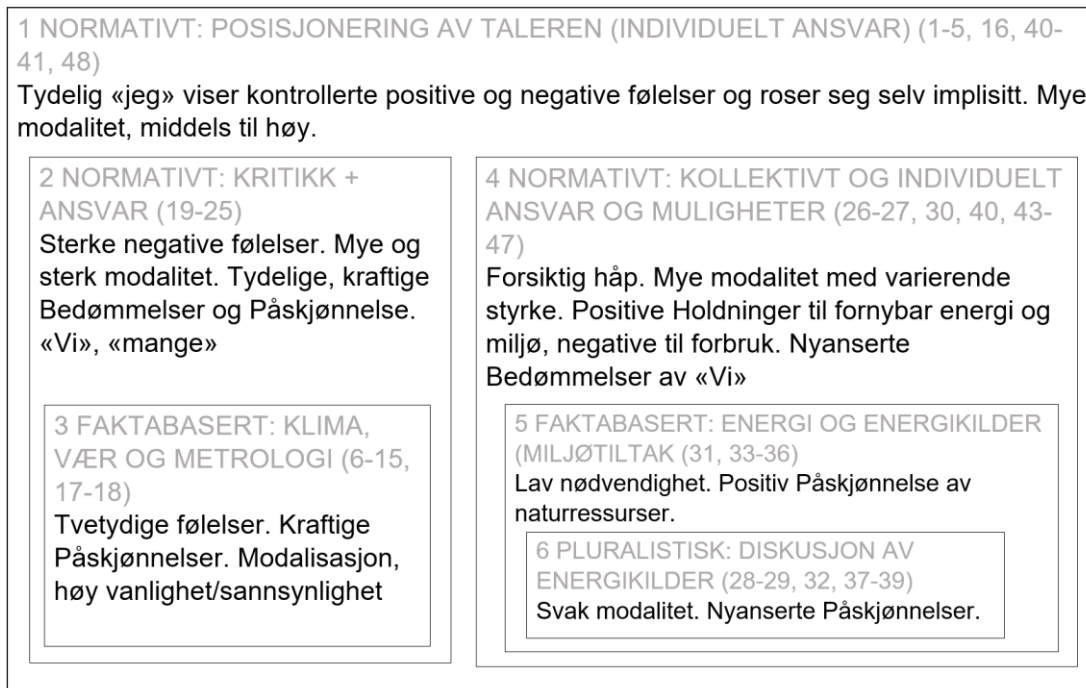 1 NORMATIVT: POSISJONERING AV TALEREN (INDIVIDUELT ANSVAR) (1-5, 16, 40-
41, 48)
Tydelig «jeg» viser kontrollerte positive og negative følelser og roser seg selv implisitt. Mye
modalitet, middels til høy.
2 NORMATIVT: KRITIKK +
ANSVAR (19-25)
Sterke negative følelser. Mye og
sterk modalitet. Tydelige, kraftige
Bedømmelser og Påskjønnelse.
«Vi», «mange»
3 FAKTABASERT: KLIMA,
VÆR OG METROLOGI (6-15,
17-18)
Tvetydige følelser. Kraftige
Påskjønnelser. Modalisasjon,
høy vanlighet/sannsynlighet
4 NORMATIVT: KOLLEKTIVT OG INDIVIDUELT
ANSVAR OG MULIGHETER (26-27, 30, 40, 43-
47)
Forsiktig håp. Mye modalitet med varierende
styrke. Positive Holdninger til fornybar energi og
miljø, negative til forbruk. Nyanserte
Bedømmelser av «Vi»
5 FAKTABASERT: ENERGI OG ENERGIKILDER
(MILJØTILTAK (31, 33-36)
Lav nødvendighet. Positiv Påskjønnelse av
naturressurser.
6 PLURALISTISK: DISKUSJON AV
ENERGIKILDER (28-29, 32, 37-39)
Svak modalitet. Nyanserte Påskjønnelser.